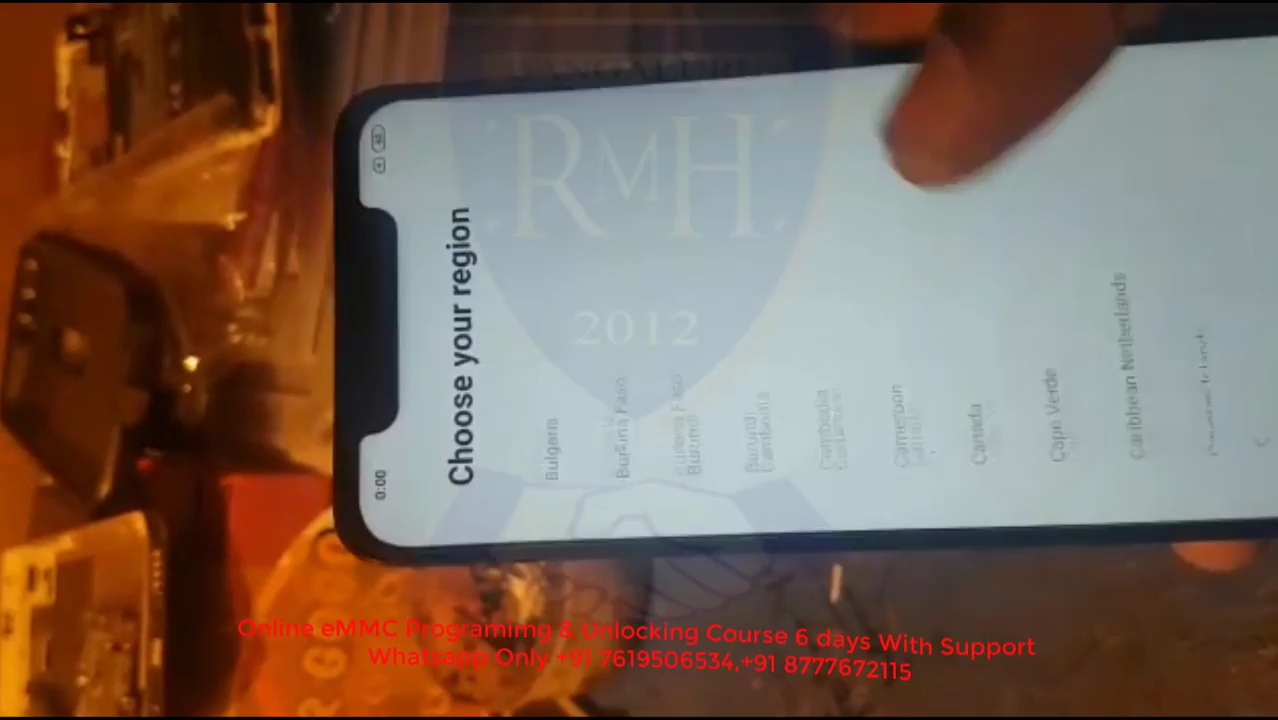 RMH
2012
0:00
Choose your region
Bulgaria
Burkina Faso
Burundi
Cambodia
Cameroon
Canada
Cape Verde
Caribbean Netherlands
Online eMMC Programimg & Unlocking Course 6 days With Support
Whatsapp Only +91 7619506534,+91 8777672115